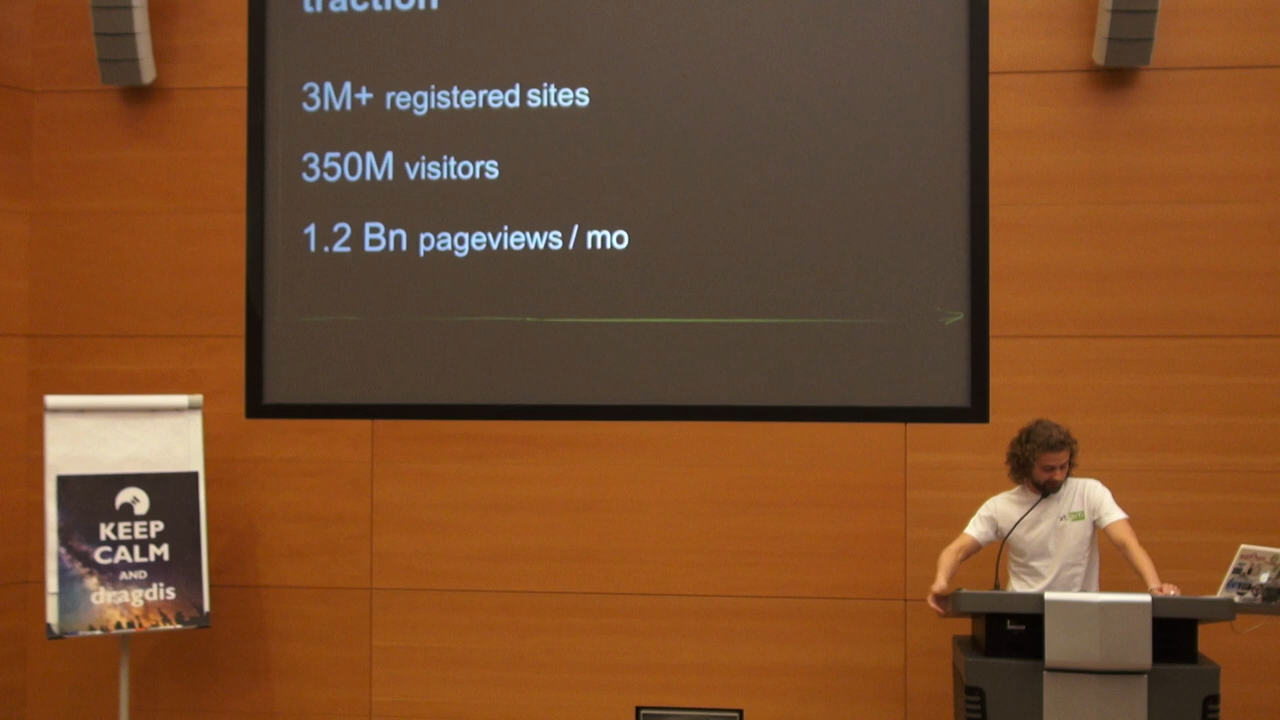 traction
3M+ registered sites
350M visitors
1.2 Bn pageviews / mo
KEEP
CALM
AND
dragdis